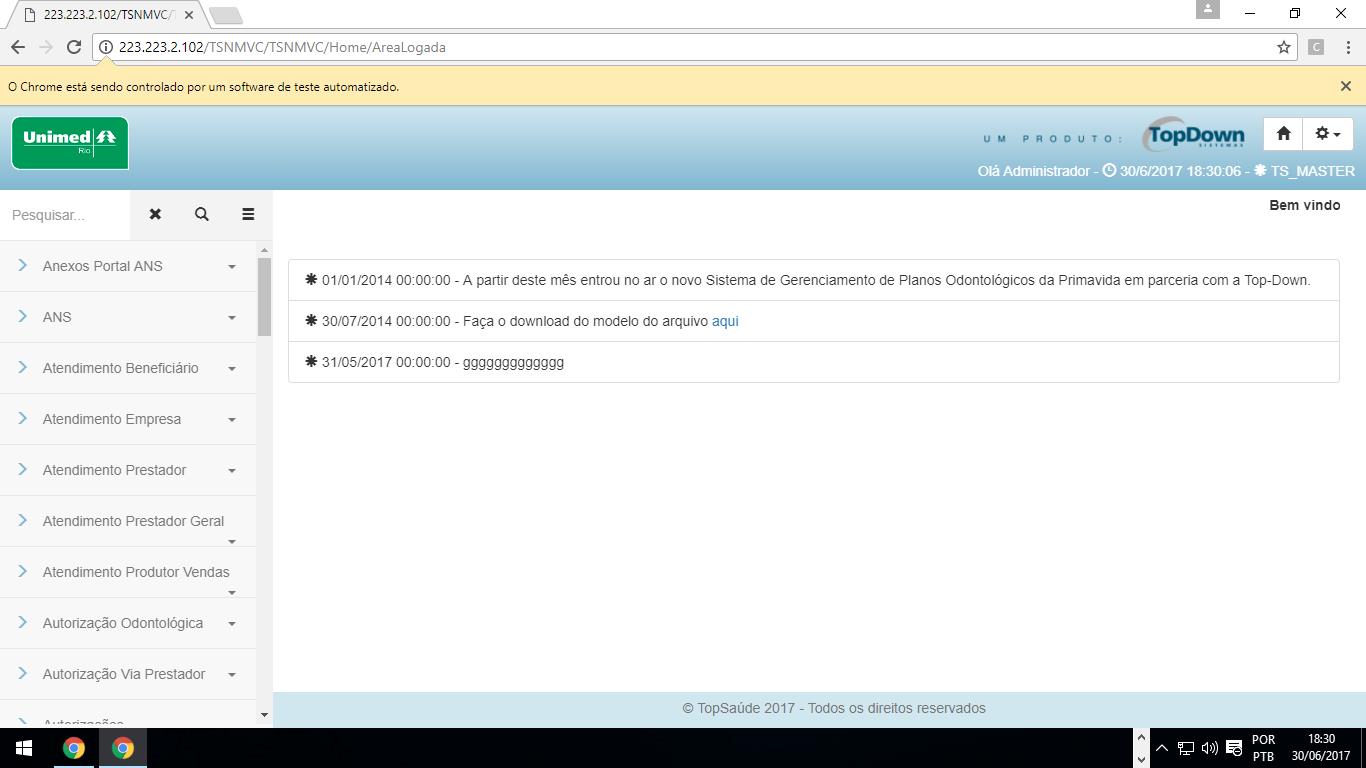 223.223.2.102/TSNMVC/T
223.223.2.102/TSNMVC/TSNMVC/Home/AreaLogada
C
O Chrome está sendo controlado por um software de teste automatizado.
Unimed
Rio
UM PRODUTO:
TopDown
SISTEMAS
Olá Administrador - 30/6/2017 18:30:06 - TS_MASTER
Pesquisar...
Bem vindo
Anexos Portal ANS
ANS
Atendimento Beneficiário
Atendimento Empresa
Atendimento Prestador
Atendimento Prestador Geral
Atendimento Produtor Vendas
Autorização Odontológica
Autorização Via Prestador
Autorizações
01/01/2014 00:00:00 - A partir deste mês entrou no ar o novo Sistema de Gerenciamento de Planos Odontológicos da Primavida em parceria com a Top-Down.
30/07/2014 00:00:00 - Faça o download do modelo do arquivo aqui
31/05/2017 00:00:00 - ggggggggggggg
© TopSaúde 2017 - Todos os direitos reservados
POR
PTB
18:30
30/06/2017